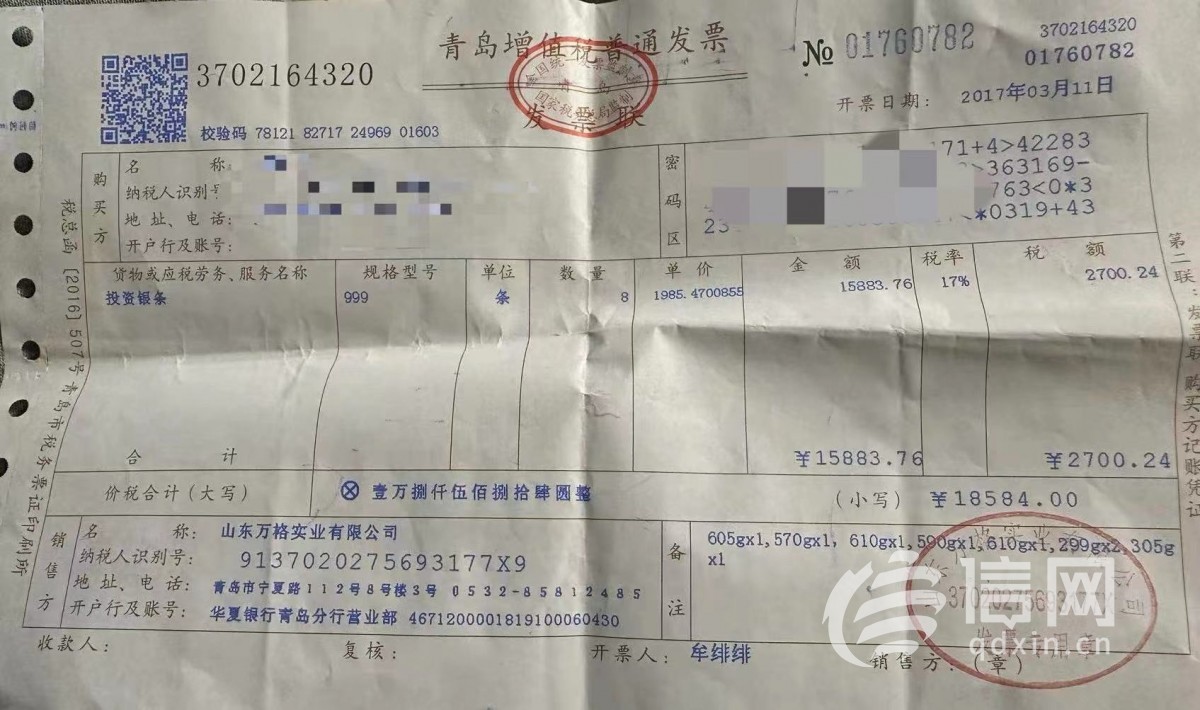 青岛增值税普通发票
发票联
3702164320
№ 01760782
3702164320
01760782
校验码 78121 82717 24969 01603
开票日期: 2017年03月11日
购买方
名 称:
纳税人识别号
地 址、电 话:
开户行及账号:
密码区
71+4>42283
>363169-
763<0*3
23
*0319+43
货物或应税劳务、服务名称 规格型号 单位 数 量 单 价 金 额 税率 税 额
投资银条 999 条 8 1985.4700855 15883.76 17% 2700.24
合 计 ¥15883.76 ¥2700.24
价税合计(大写) ⊗ 壹万捌仟伍佰捌拾肆圆整 (小写) ¥18584.00
销售方
名 称: 山东万格实业有限公司
纳税人识别号: 91370202756931​77X9
地 址、电 话: 青岛市宁夏路112号8号楼3号 0532-85812485
开户行及账号: 华夏银行青岛分行营业部 4671200001819100060430
备注
605gx1,570gx1, 610gx1,590gx1,610gx1,299gx2,305g
x1
收款人: 复核: 开票人: 牟绯绯 销售方:(章)
税总函[2016]507号青岛市税务票证印刷所
第二联:发票联 购买方记账凭证
信网
qdxin.cn